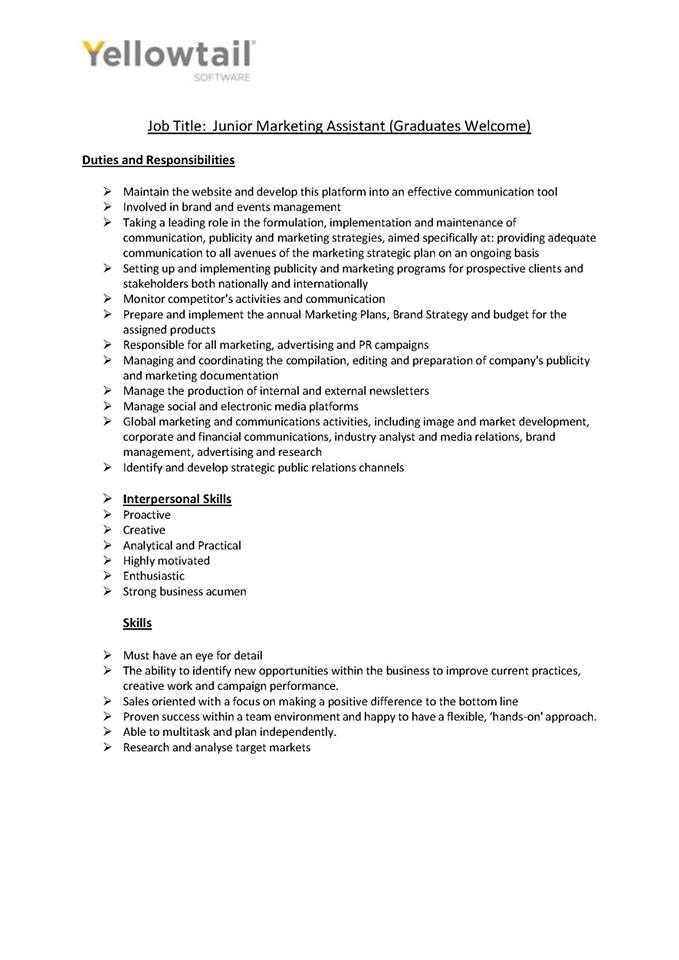 Yellowtail
SOFTWARE
Job Title:  Junior Marketing Assistant (Graduates Welcome)
Duties and Responsibilities
➢ Maintain the website and develop this platform into an effective communication tool
➢ Involved in brand and events management
➢ Taking a leading role in the formulation, implementation and maintenance of
communication, publicity and marketing strategies, aimed specifically at: providing adequate
communication to all avenues of the marketing strategic plan on an ongoing basis
➢ Setting up and implementing publicity and marketing programs for prospective clients and
stakeholders both nationally and internationally
➢ Monitor competitor's activities and communication
➢ Prepare and implement the annual Marketing Plans, Brand Strategy and budget for the
assigned products
➢ Responsible for all marketing, advertising and PR campaigns
➢ Managing and coordinating the compilation, editing and preparation of company's publicity
and marketing documentation
➢ Manage the production of internal and external newsletters
➢ Manage social and electronic media platforms
➢ Global marketing and communications activities, including image and market development,
corporate and financial communications, industry analyst and media relations, brand
management, advertising and research
➢ Identify and develop strategic public relations channels
➢ Interpersonal Skills
➢ Proactive
➢ Creative
➢ Analytical and Practical
➢ Highly motivated
➢ Enthusiastic
➢ Strong business acumen
Skills
➢ Must have an eye for detail
➢ The ability to identify new opportunities within the business to improve current practices,
creative work and campaign performance.
➢ Sales oriented with a focus on making a positive difference to the bottom line
➢ Proven success within a team environment and happy to have a flexible, ‘hands-on' approach.
➢ Able to multitask and plan independently.
➢ Research and analyse target markets